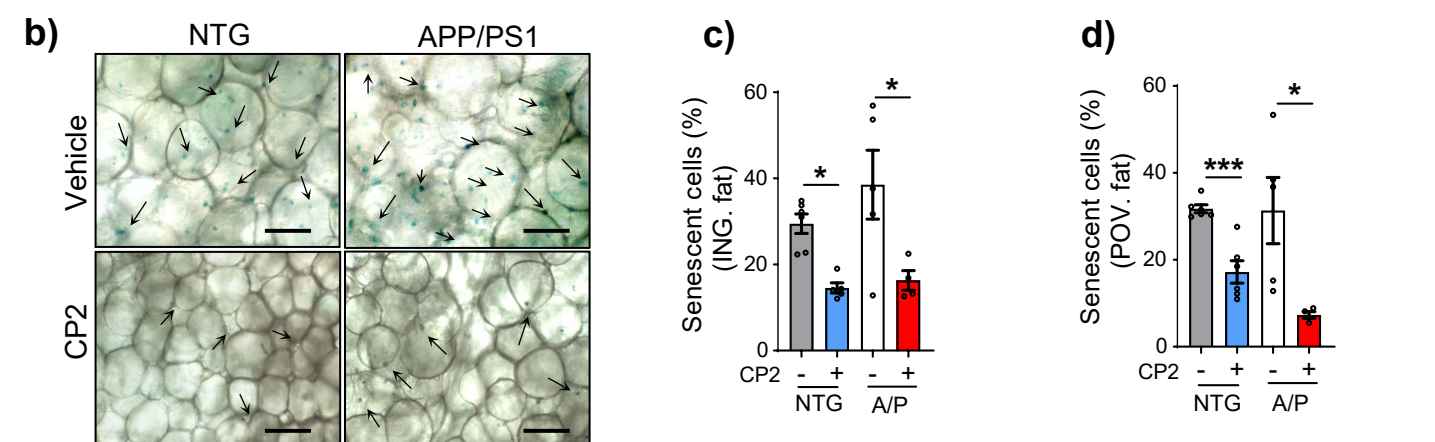 b)
NTG
APP/PS1
Vehicle
CP2
c)
Senescent cells (%)
(ING. fat)
60
40
20
0
*
*
CP2 - + - +
NTG A/P
d)
Senescent cells (%)
(POV. fat)
60
40
20
0
***
*
CP2 - + - +
NTG A/P